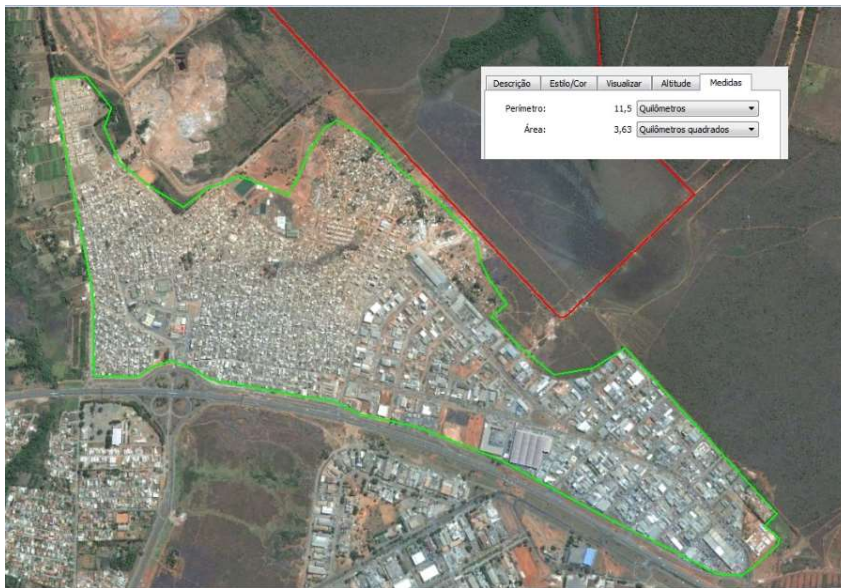 Descrição Estilo/Cor Visualizar Altitude Medidas
Perímetro: 11,5 Quilômetros
Área: 3,63 Quilômetros quadrados